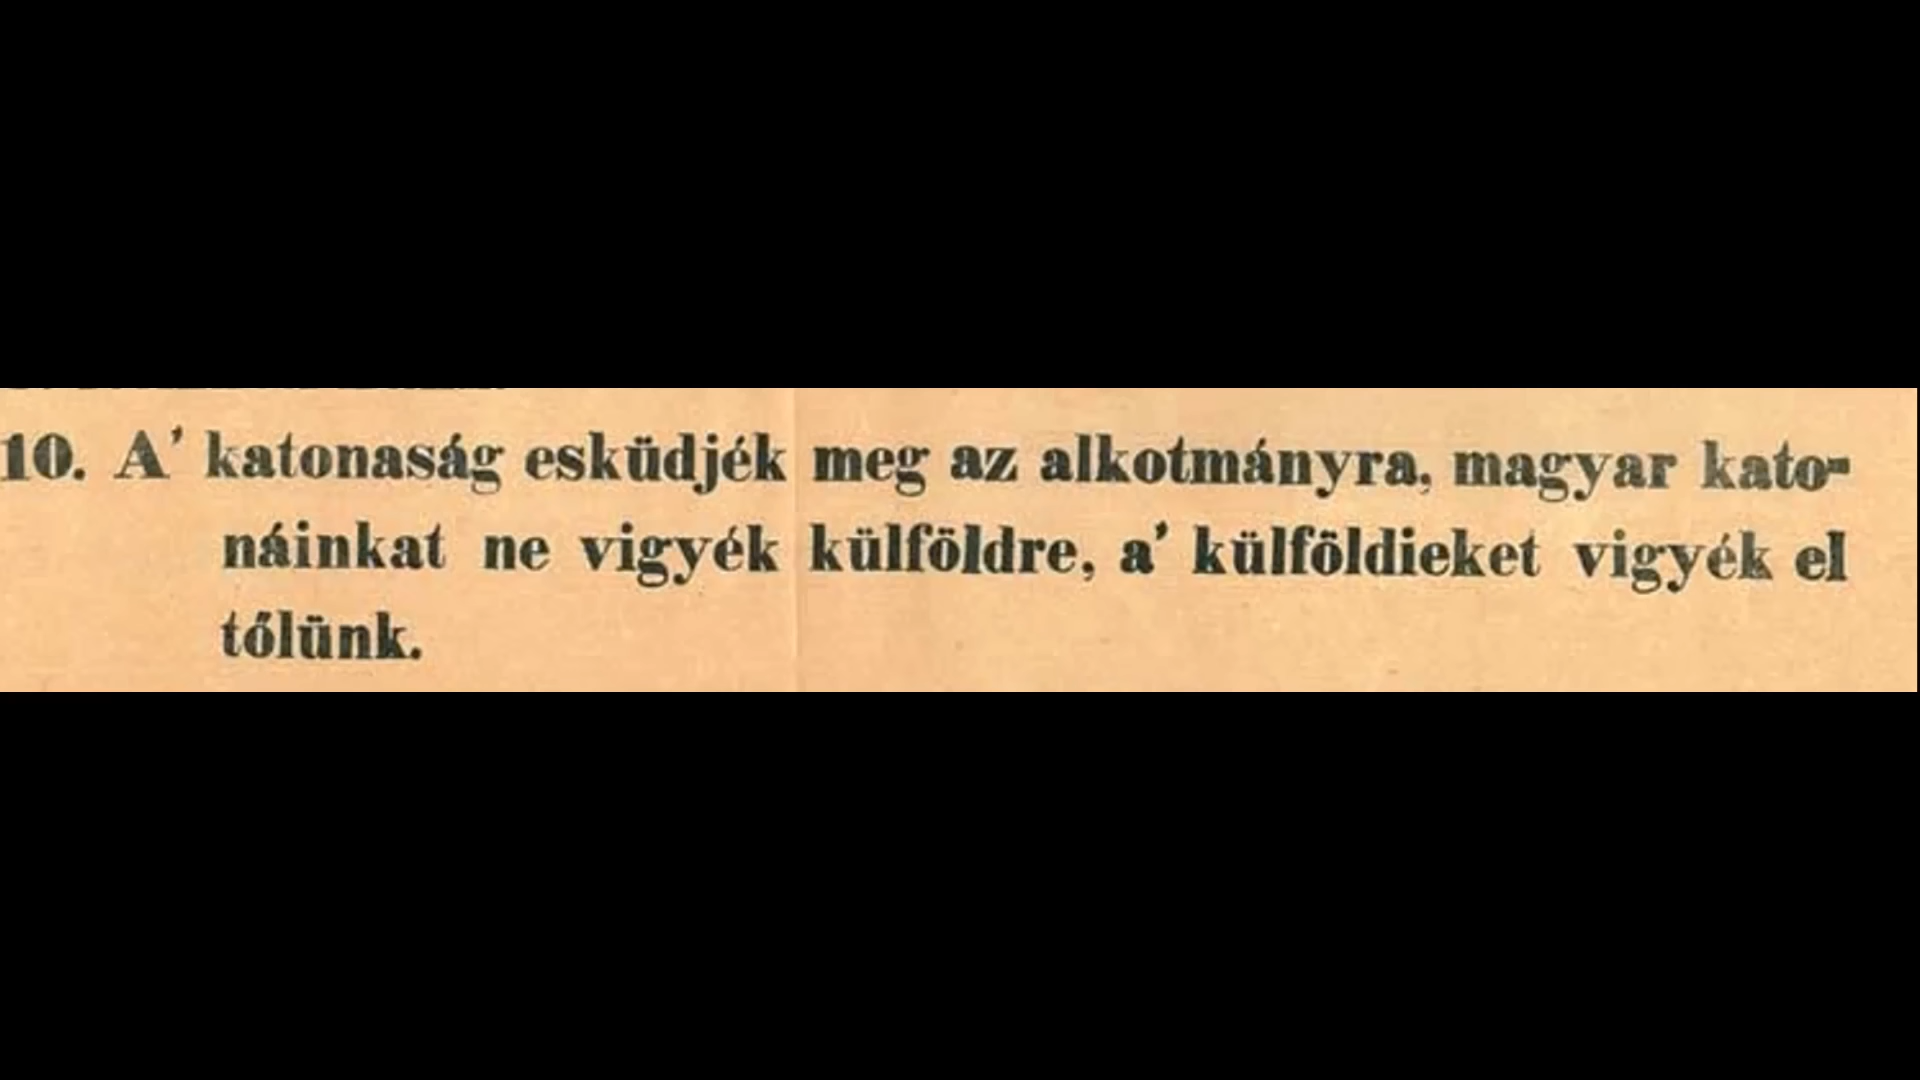 10. A' katonaság esküdjék meg az alkotmányra, magyar kato-
náinkat ne vigyék külföldre, a' külföldieket vigyék el
tőlünk.